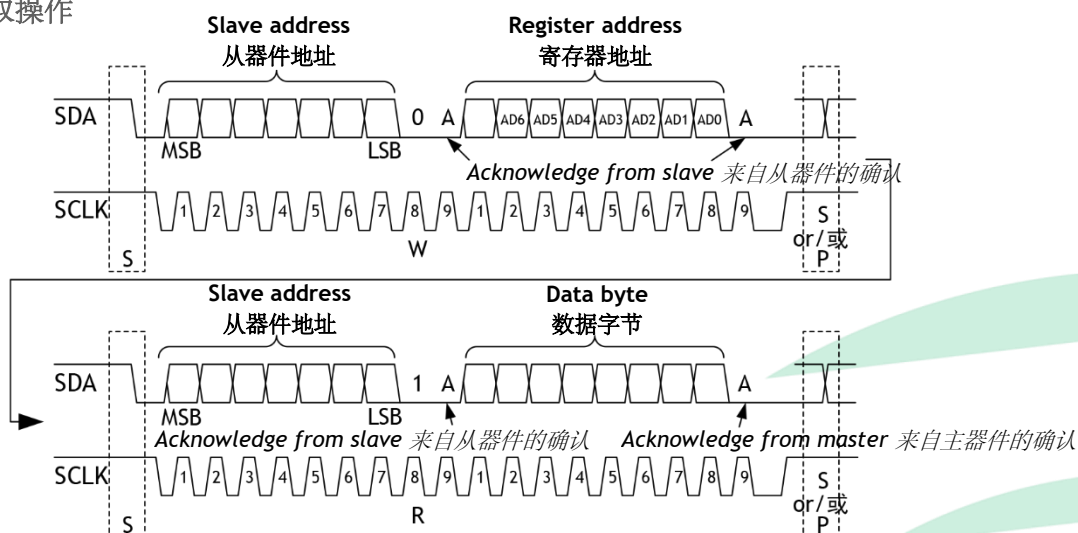 取操作
Slave address Register address
从器件地址 寄存器地址
SDA 0 A AD6 AD5 AD4 AD3 AD2 AD1 AD0 A
MSB LSB
Acknowledge from slave 来自从器件的确认
SCLK 1 2 3 4 5 6 7 8 9 1 2 3 4 5 6 7 8 9 S
W or/或
S P
Slave address Data byte
从器件地址 数据字节
SDA 1 A A
MSB LSB
Acknowledge from slave 来自从器件的确认 Acknowledge from master 来自主器件的确认
SCLK 1 2 3 4 5 6 7 8 9 1 2 3 4 5 6 7 8 9 S
R or/或
S P